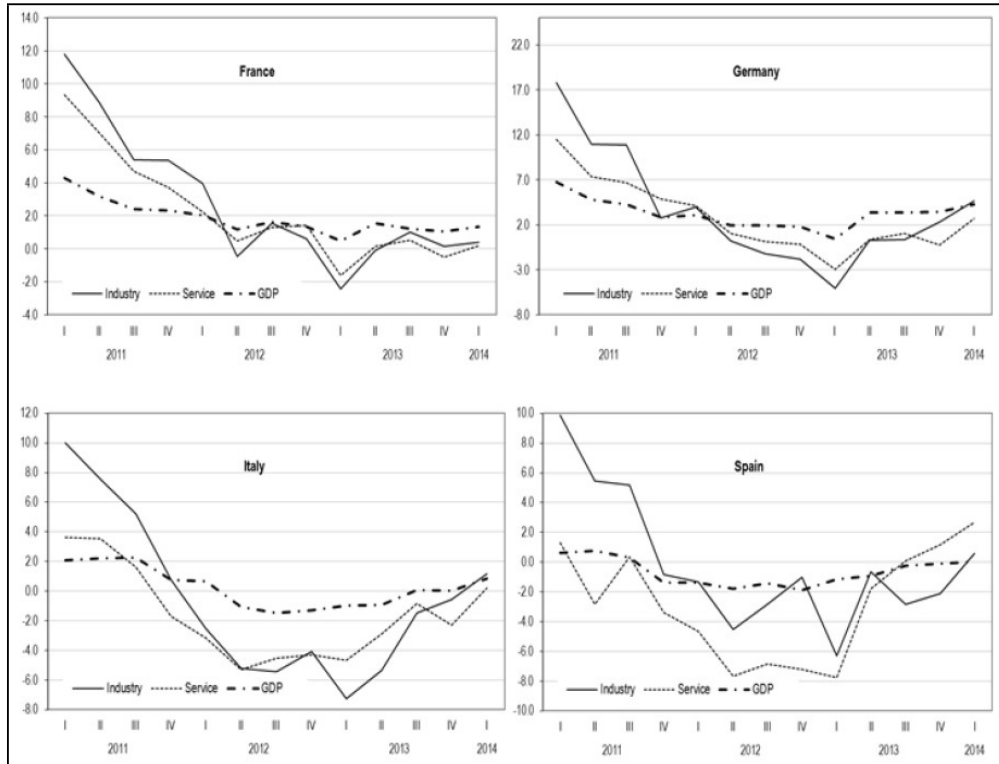 14.0
12.0
10.0
8.0
6.0
4.0
2.0
0.0
-2.0
-4.0
France
Industry Service GDP
I II III IV I II III IV I II III IV I
2011 2012 2013 2014
22.0
17.0
12.0
7.0
2.0
-3.0
-8.0
Germany
Industry Service GDP
I II III IV I II III IV I II III IV I
2011 2012 2013 2014
12.0
10.0
8.0
6.0
4.0
2.0
0.0
-2.0
-4.0
-6.0
-8.0
Italy
Industry Service GDP
I II III IV I II III IV I II III IV I
2011 2012 2013 2014
10.0
8.0
6.0
4.0
2.0
0.0
-2.0
-4.0
-6.0
-8.0
-10.0
Spain
Industry Service GDP
I II III IV I II III IV I II III IV I
2011 2012 2013 2014